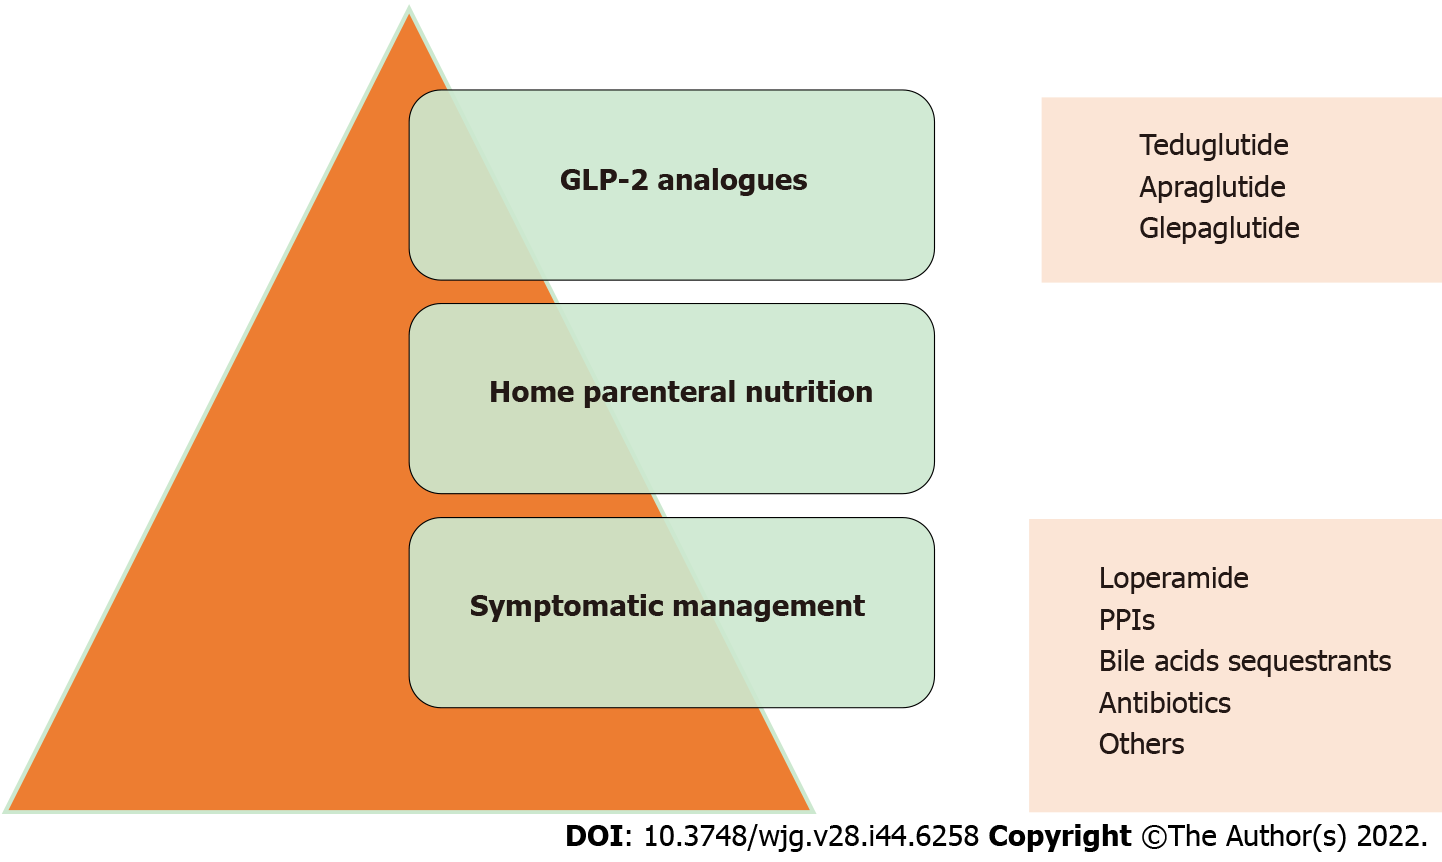 GLP-2 analogues
Teduglutide
Apraglutide
Glepaglutide
Home parenteral nutrition
Symptomatic management
Loperamide
PPIs
Bile acids sequestrants
Antibiotics
Others
DOI: 10.3748/wjg.v28.i44.6258 Copyright ©The Author(s) 2022.